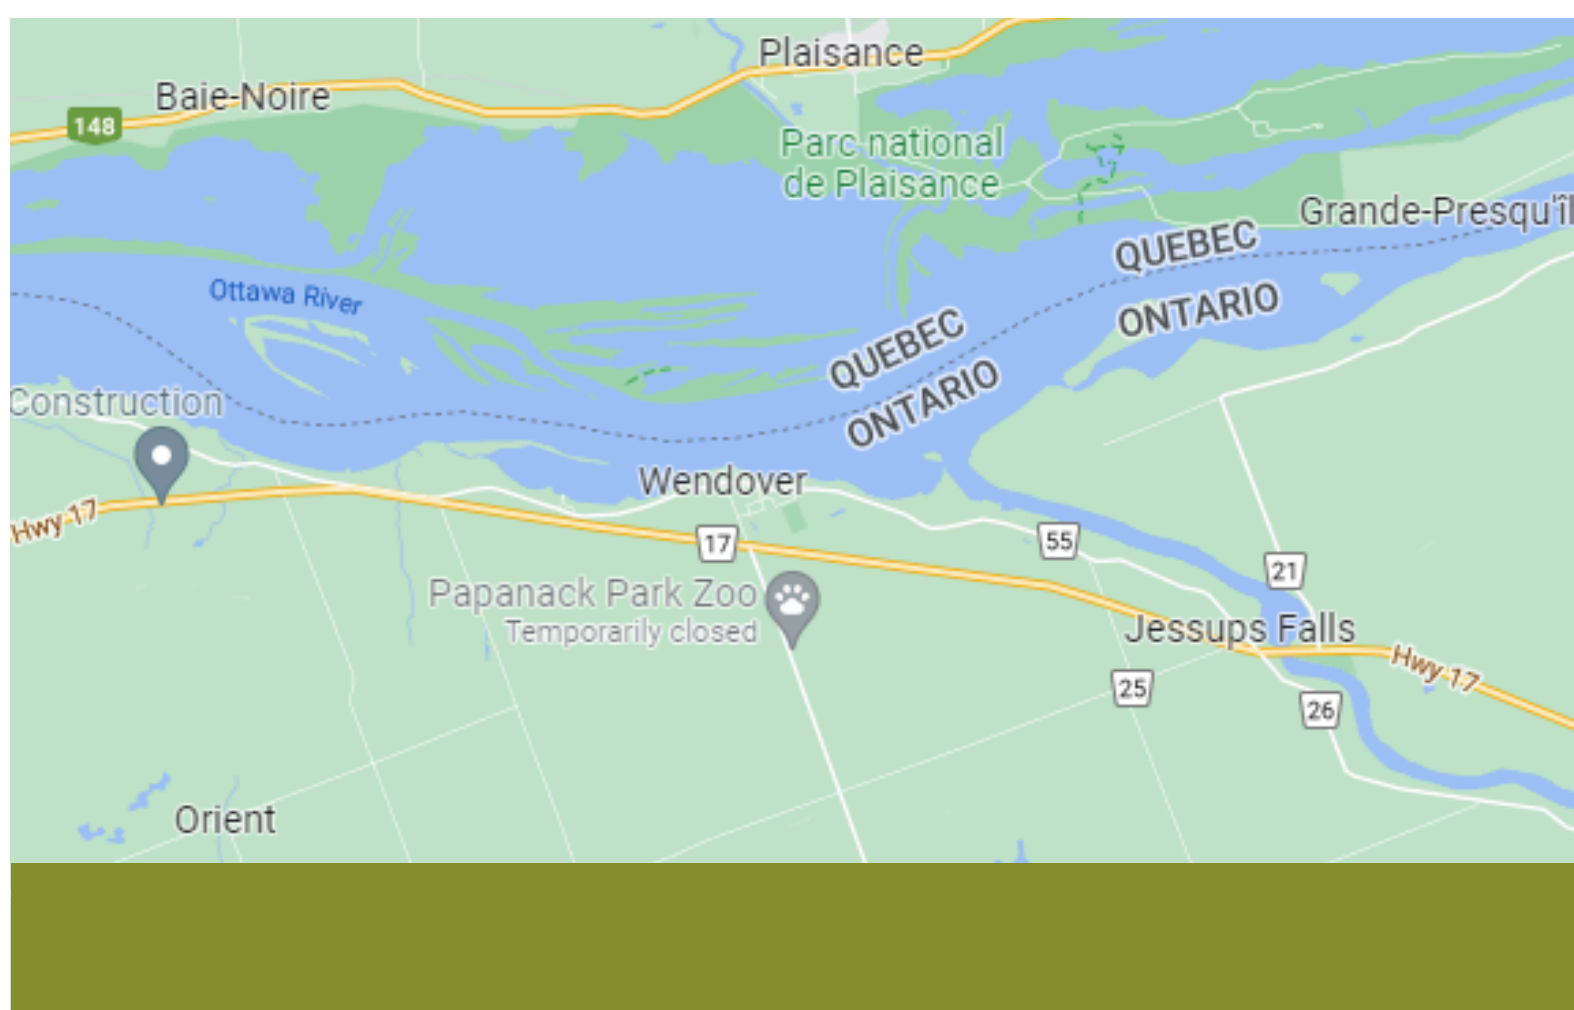 Plaisance
Baie-Noire
148
Parc national
de Plaisance
Grande-Presqu'îl
QUEBEC
ONTARIO
Ottawa River
QUEBEC
ONTARIO
Construction
Wendover
Hwy 17
17
55
21
Papanack Park Zoo
Temporarily closed
Jessups Falls
Hwy 17
25
26
Orient